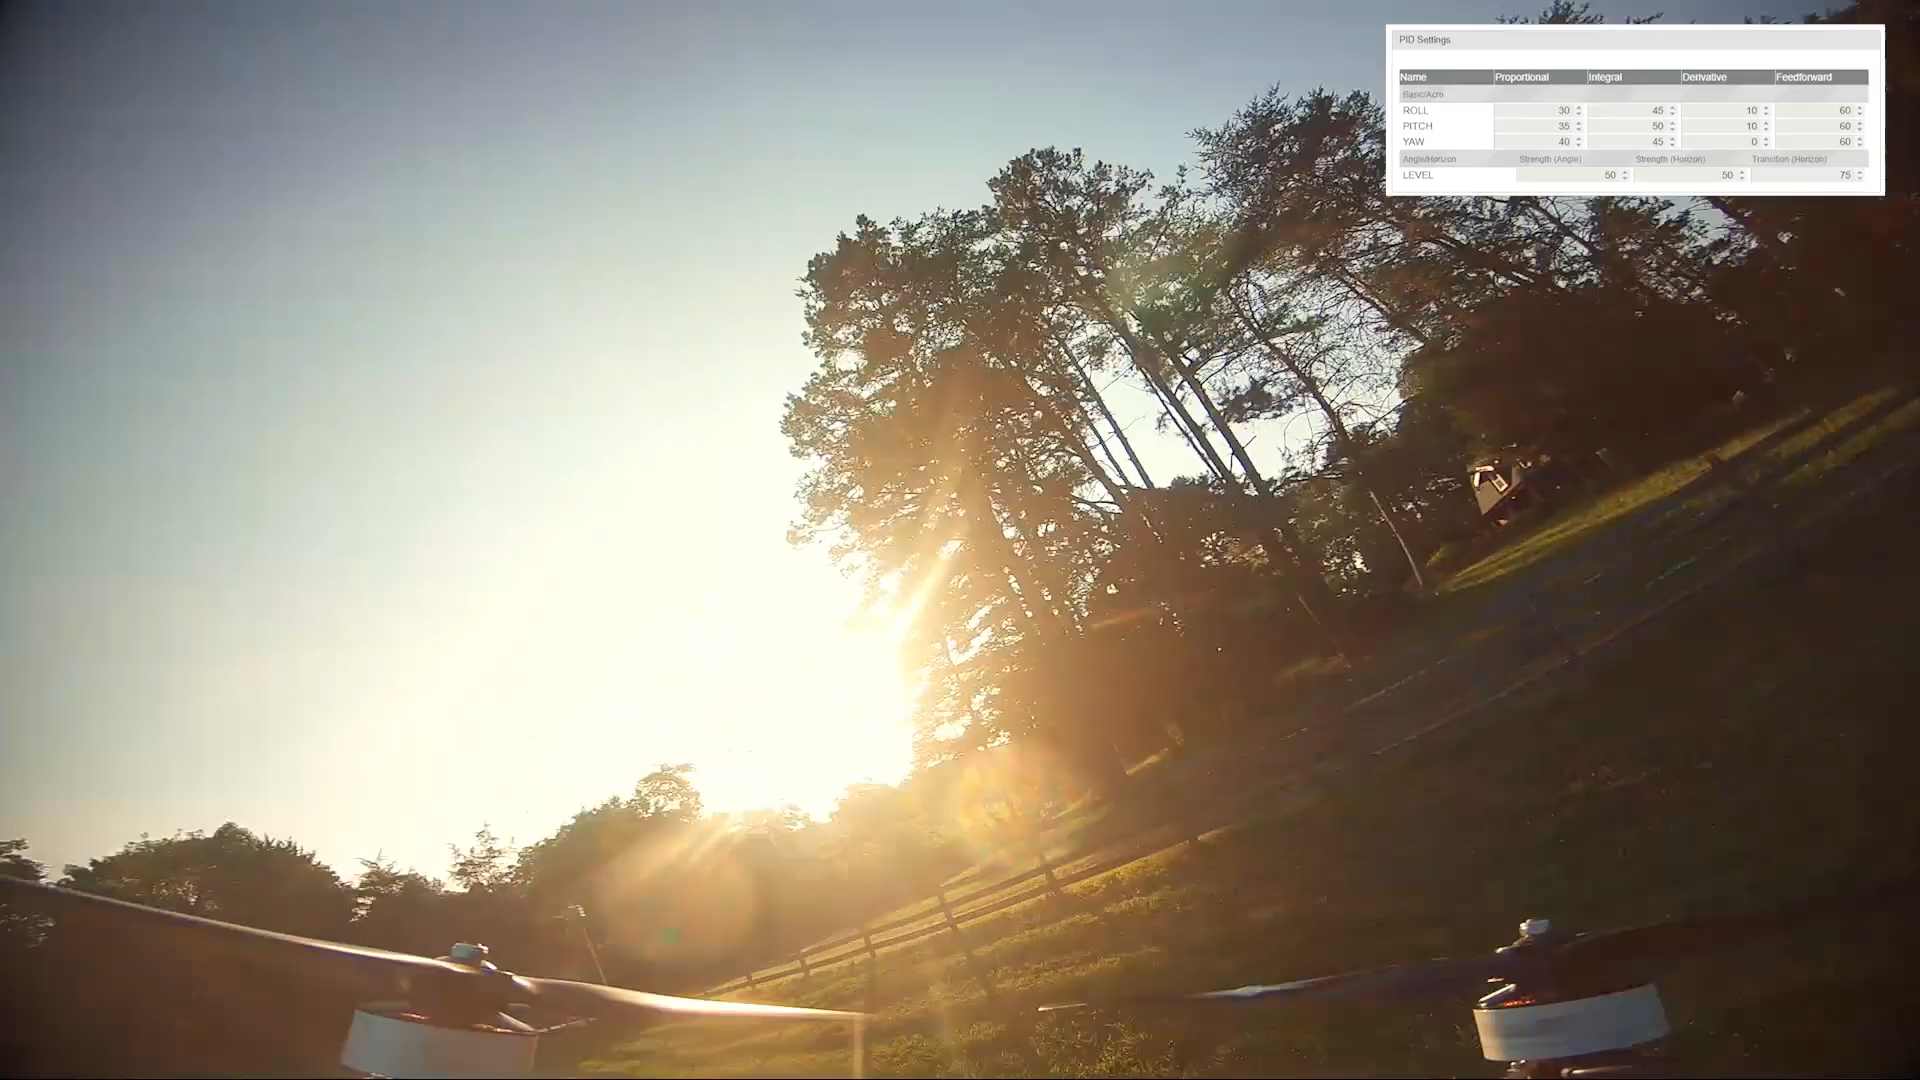 PID Settings
Name Proportional Integral Derivative Feedforward
Basic/Acro
ROLL 30 45 10 60
PITCH 35 50 10 60
YAW 40 45 0 60
Angle/Horizon Strength (Angle) Strength (Horizon) Transition (Horizon)
LEVEL 50 50 75